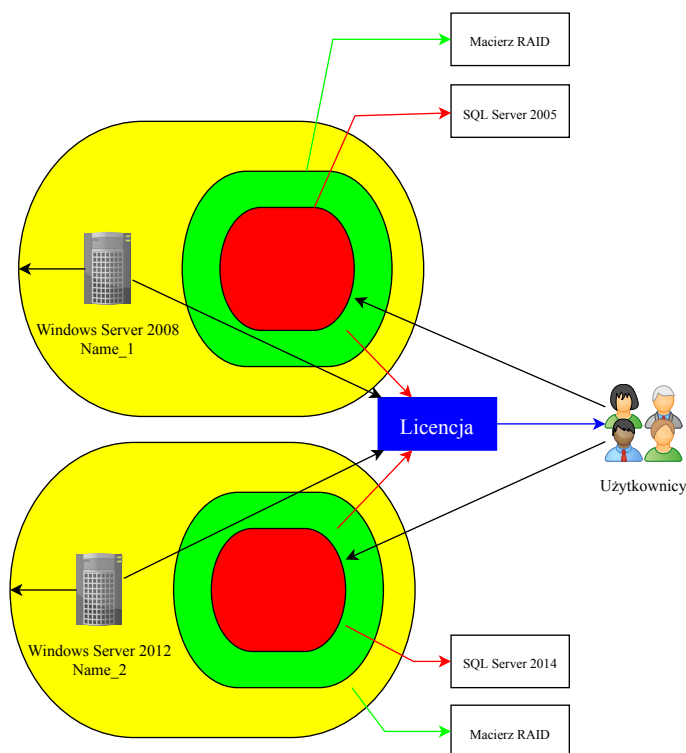 Macierz RAID
SQL Server 2005
Windows Server 2008
Name_1
Licencja
Użytkownicy
Windows Server 2012
Name_2
SQL Server 2014
Macierz RAID